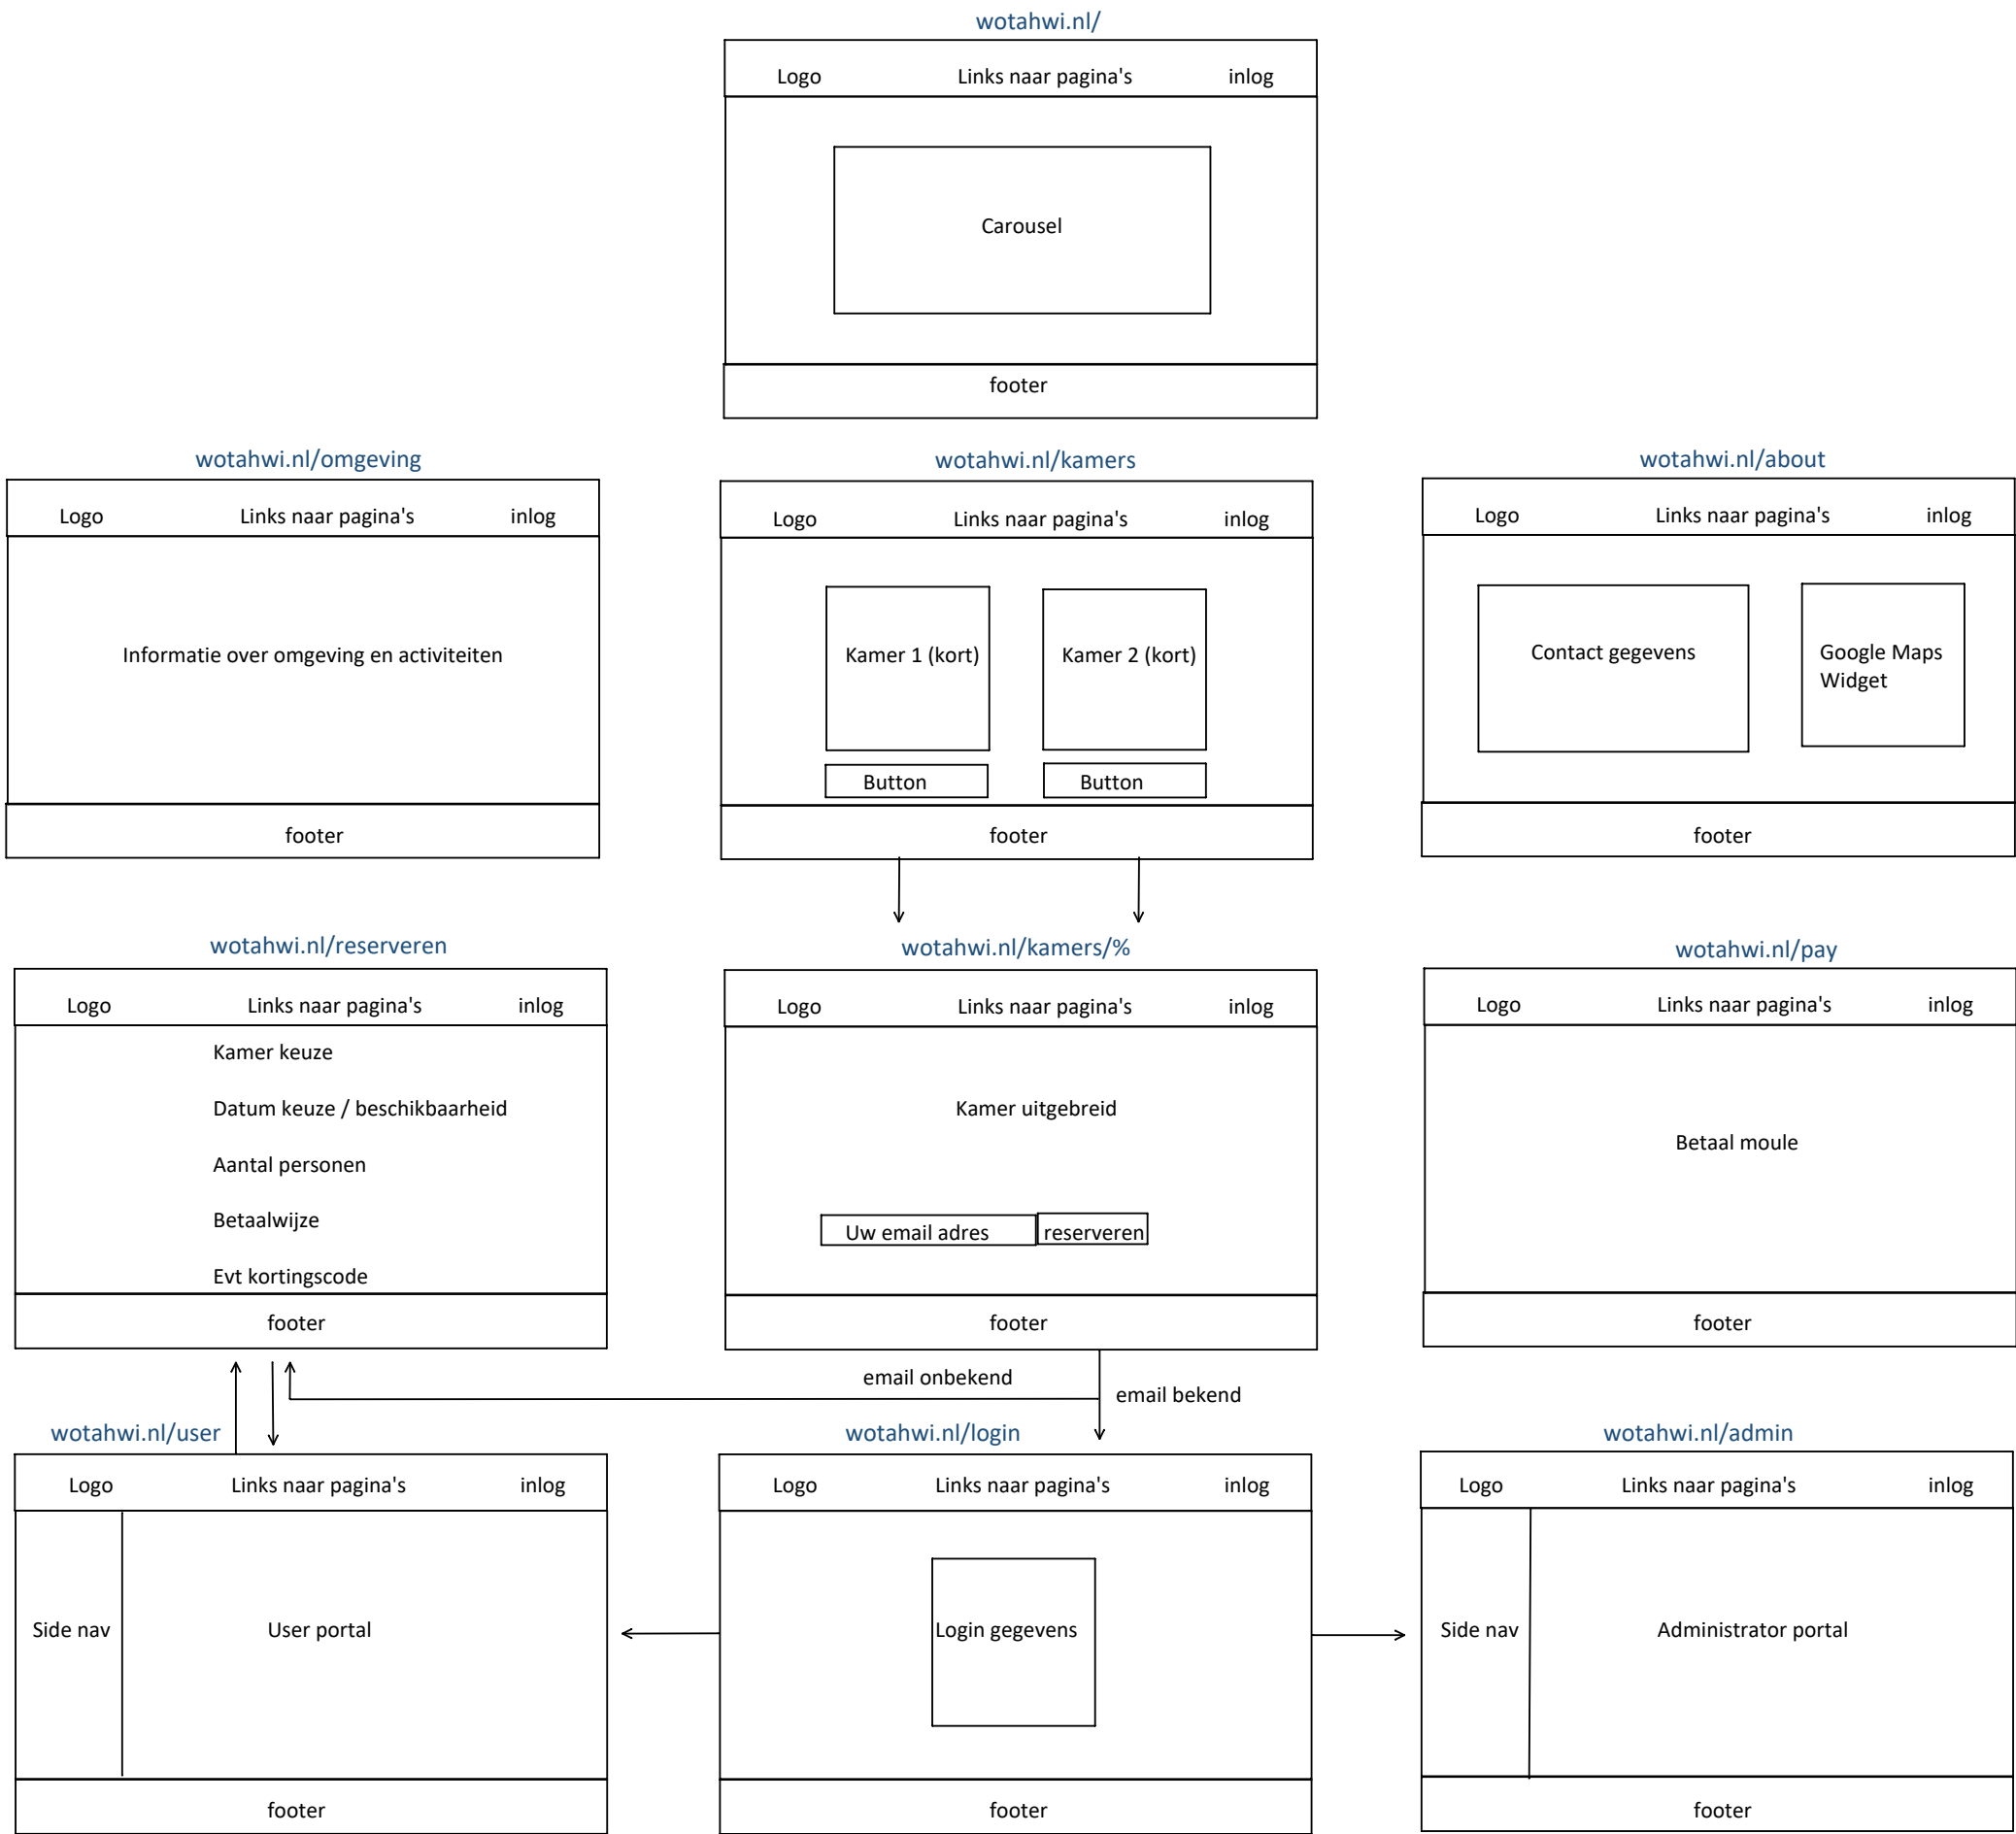 wotahwi.nl/
Logo Links naar pagina's inlog
Carousel
footer
wotahwi.nl/omgeving
Logo Links naar pagina's inlog
Informatie over omgeving en activiteiten
footer
wotahwi.nl/kamers
Logo Links naar pagina's inlog
Kamer 1 (kort)
Kamer 2 (kort)
Button
Button
footer
wotahwi.nl/about
Logo Links naar pagina's inlog
Contact gegevens
Google Maps
Widget
footer
wotahwi.nl/reserveren
Logo Links naar pagina's inlog
Kamer keuze
Datum keuze / beschikbaarheid
Aantal personen
Betaalwijze
Evt kortingscode
footer
wotahwi.nl/kamers/%
Logo Links naar pagina's inlog
Kamer uitgebreid
Uw email adres
reserveren
footer
wotahwi.nl/pay
Logo Links naar pagina's inlog
Betaal moule
footer
email onbekend
email bekend
wotahwi.nl/user
Logo Links naar pagina's inlog
Side nav
User portal
footer
wotahwi.nl/login
Logo Links naar pagina's inlog
Login gegevens
footer
wotahwi.nl/admin
Logo Links naar pagina's inlog
Side nav
Administrator portal
footer